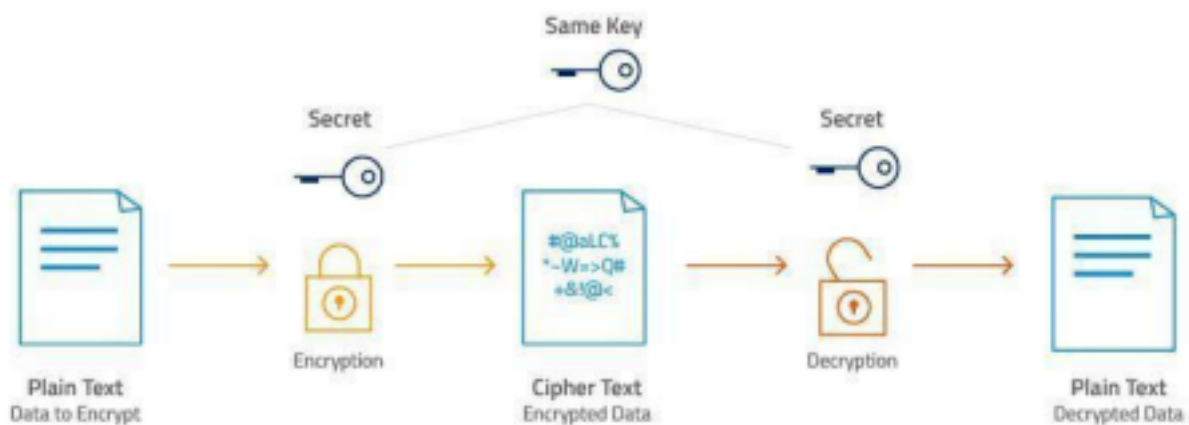 Same Key
Secret
Secret
#@aLC%
*~W=>Q#
+&!@<
Encryption
Decryption
Plain Text
Data to Encrypt
Cipher Text
Encrypted Data
Plain Text
Decrypted Data